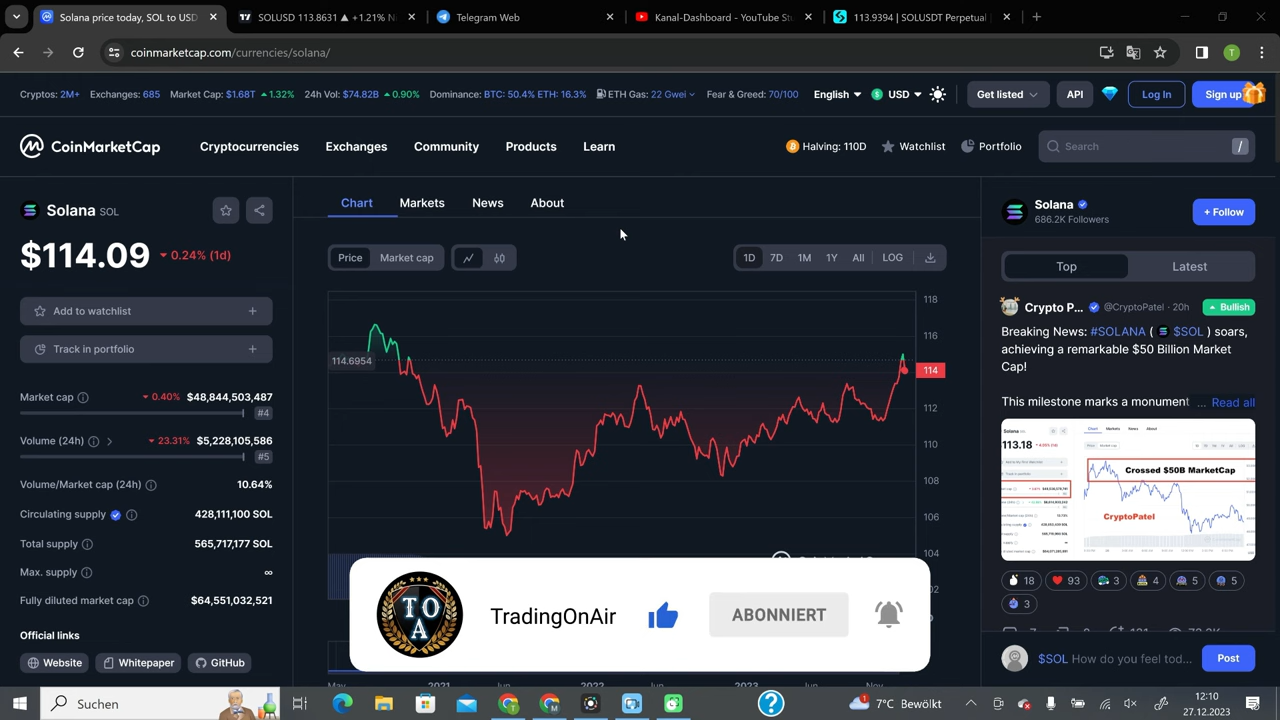 Solana price today, SOL to USD
SOLUSD 113.8631 ▲ +1.21%
Telegram Web
Kanal-Dashboard - YouTube St
113.9394 | SOLUSDT Perpetual
coinmarketcap.com/currencies/solana/
T
Cryptos: 2M+ Exchanges: 685 Market Cap: $1.68T 1.32% 24h Vol: $74.82B 0.90% Dominance: BTC: 50.4% ETH: 16.3% ETH Gas: 22 Gwei Fear & Greed: 70/100
English USD Get listed API Log In Sign up
CoinMarketCap
Cryptocurrencies Exchanges Community Products Learn
Halving: 110D Watchlist Portfolio Search /
Solana SOL
$114.09 0.24% (1d)
Add to watchlist +
Track in portfolio +
Market cap 0.40% $48,844,503,487
#4
Volume (24h) 23.31% $5,228,109,586
#5
Volume/Market cap (24h) 10.64%
Circulating supply 428,111,100 SOL
Total supply 565,717,177 SOL
Max. supply ∞
Fully diluted market cap $64,551,032,521
Official links
Website Whitepaper GitHub
Chart Markets News About
Price Market cap
1D 7D 1M 1Y All LOG
118
116
114.6954
114
112
110
108
106
104
TOA
TradingOnAir
ABONNIERT
May 2021 Jun 2022 Jun 2023 Jun Nov
Solana
686.2K Followers
+ Follow
Top Latest
Crypto P... @CryptoPatel · 20h Bullish
Breaking News: #SOLANA ( $SOL ) soars,
achieving a remarkable $50 Billion Market
Cap!
This milestone marks a monument ... Read all
113.18
Crossed $50B MarketCap
CryptoPatel
18 93 3 4 5 5
3
$SOL How do you feel tod... Post
Suchen
7°C Bewölkt
12:10
27.12.2023